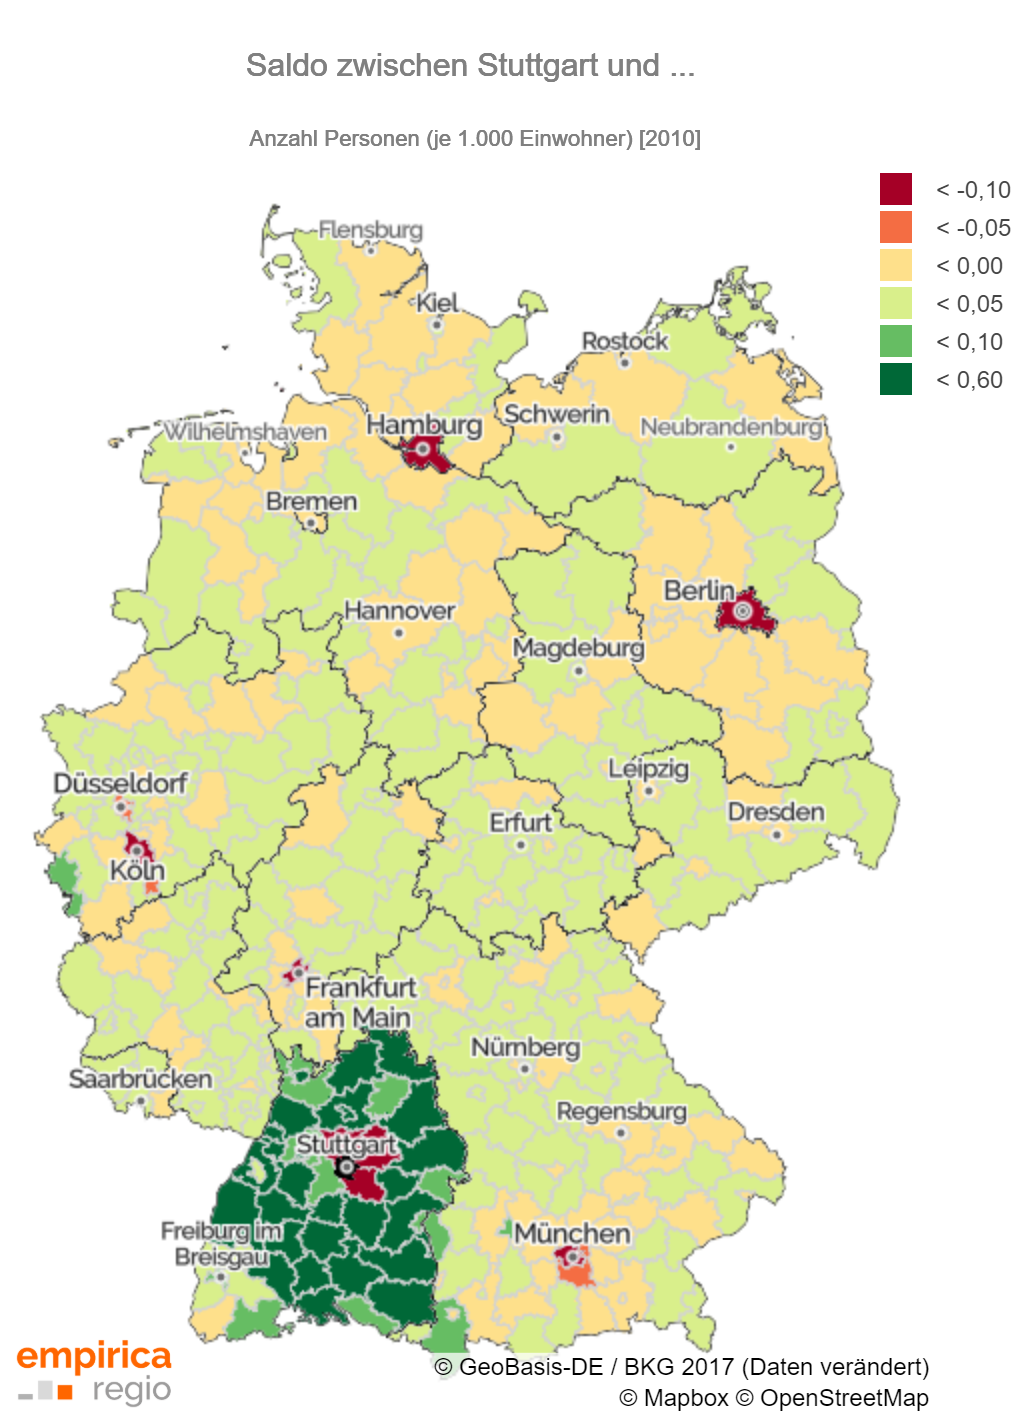 Saldo zwischen Stuttgart und ...
Anzahl Personen (je 1.000 Einwohner) [2010]
< -0,10
< -0,05
< 0,00
< 0,05
< 0,10
< 0,60
Flensburg
Kiel
Rostock
Schwerin
Hamburg
Neubrandenburg
Wilhelmshaven
Bremen
Berlin
Hannover
Magdeburg
Leipzig
Düsseldorf
Dresden
Erfurt
Köln
Frankfurt
am Main
Nürnberg
Saarbrücken
Regensburg
Stuttgart
Freiburg im
Breisgau
München
empirica
regio
© GeoBasis-DE / BKG 2017 (Daten verändert)
© Mapbox © OpenStreetMap